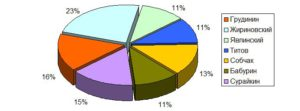 23%
11%
11%
13%
11%
15%
16%
Грудинин
Жириновский
Явлинский
Титов
Собчак
Бабурин
Сурайкин